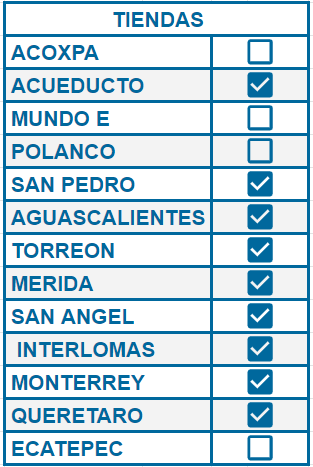 TIENDAS
ACOXPA
ACUEDUCTO
MUNDO E
POLANCO
SAN PEDRO
AGUASCALIENTES
TORREON
MERIDA
SAN ANGEL
INTERLOMAS
MONTERREY
QUERETARO
ECATEPEC